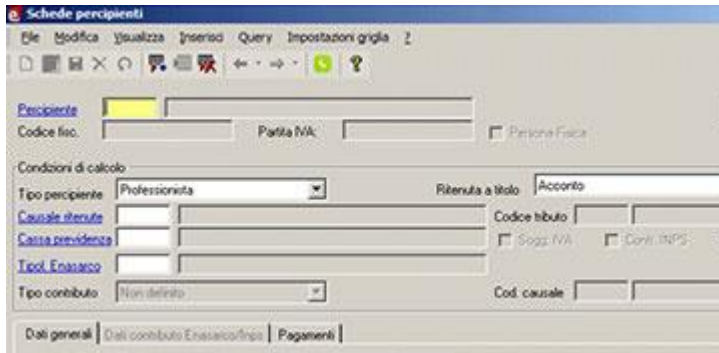 Schede percipienti
File Modifica Visualizza Inserisci Query Impostazioni griglia ?
Percipiente
Codice fisc. Partita IVA: Persona Fisica
Condizioni di calcolo
Tipo percipiente Professionista Ritenuta a titolo Acconto
Causale ritenute Codice tributo
Cassa previdenza Sogg. IVA Contr. INPS
Tipol. Enasarco
Tipo contributo Non definito Cod. causale
Dati generali Dati contributo Enasarco/Inps Pagamenti